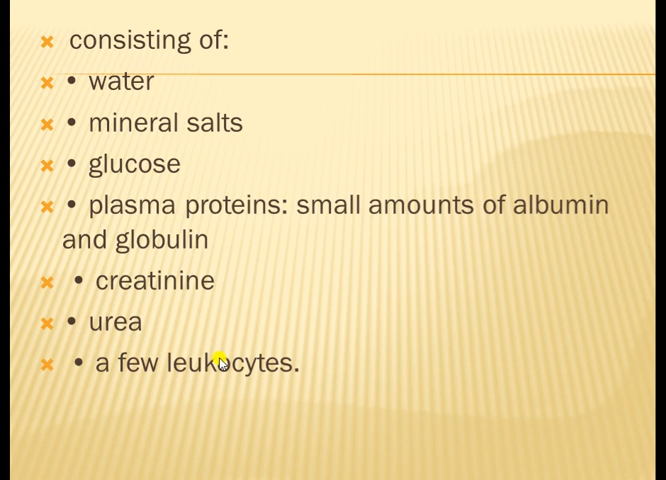 consisting of:
• water
• mineral salts
• glucose
• plasma proteins: small amounts of albumin
and globulin
• creatinine
• urea
• a few leukocytes.